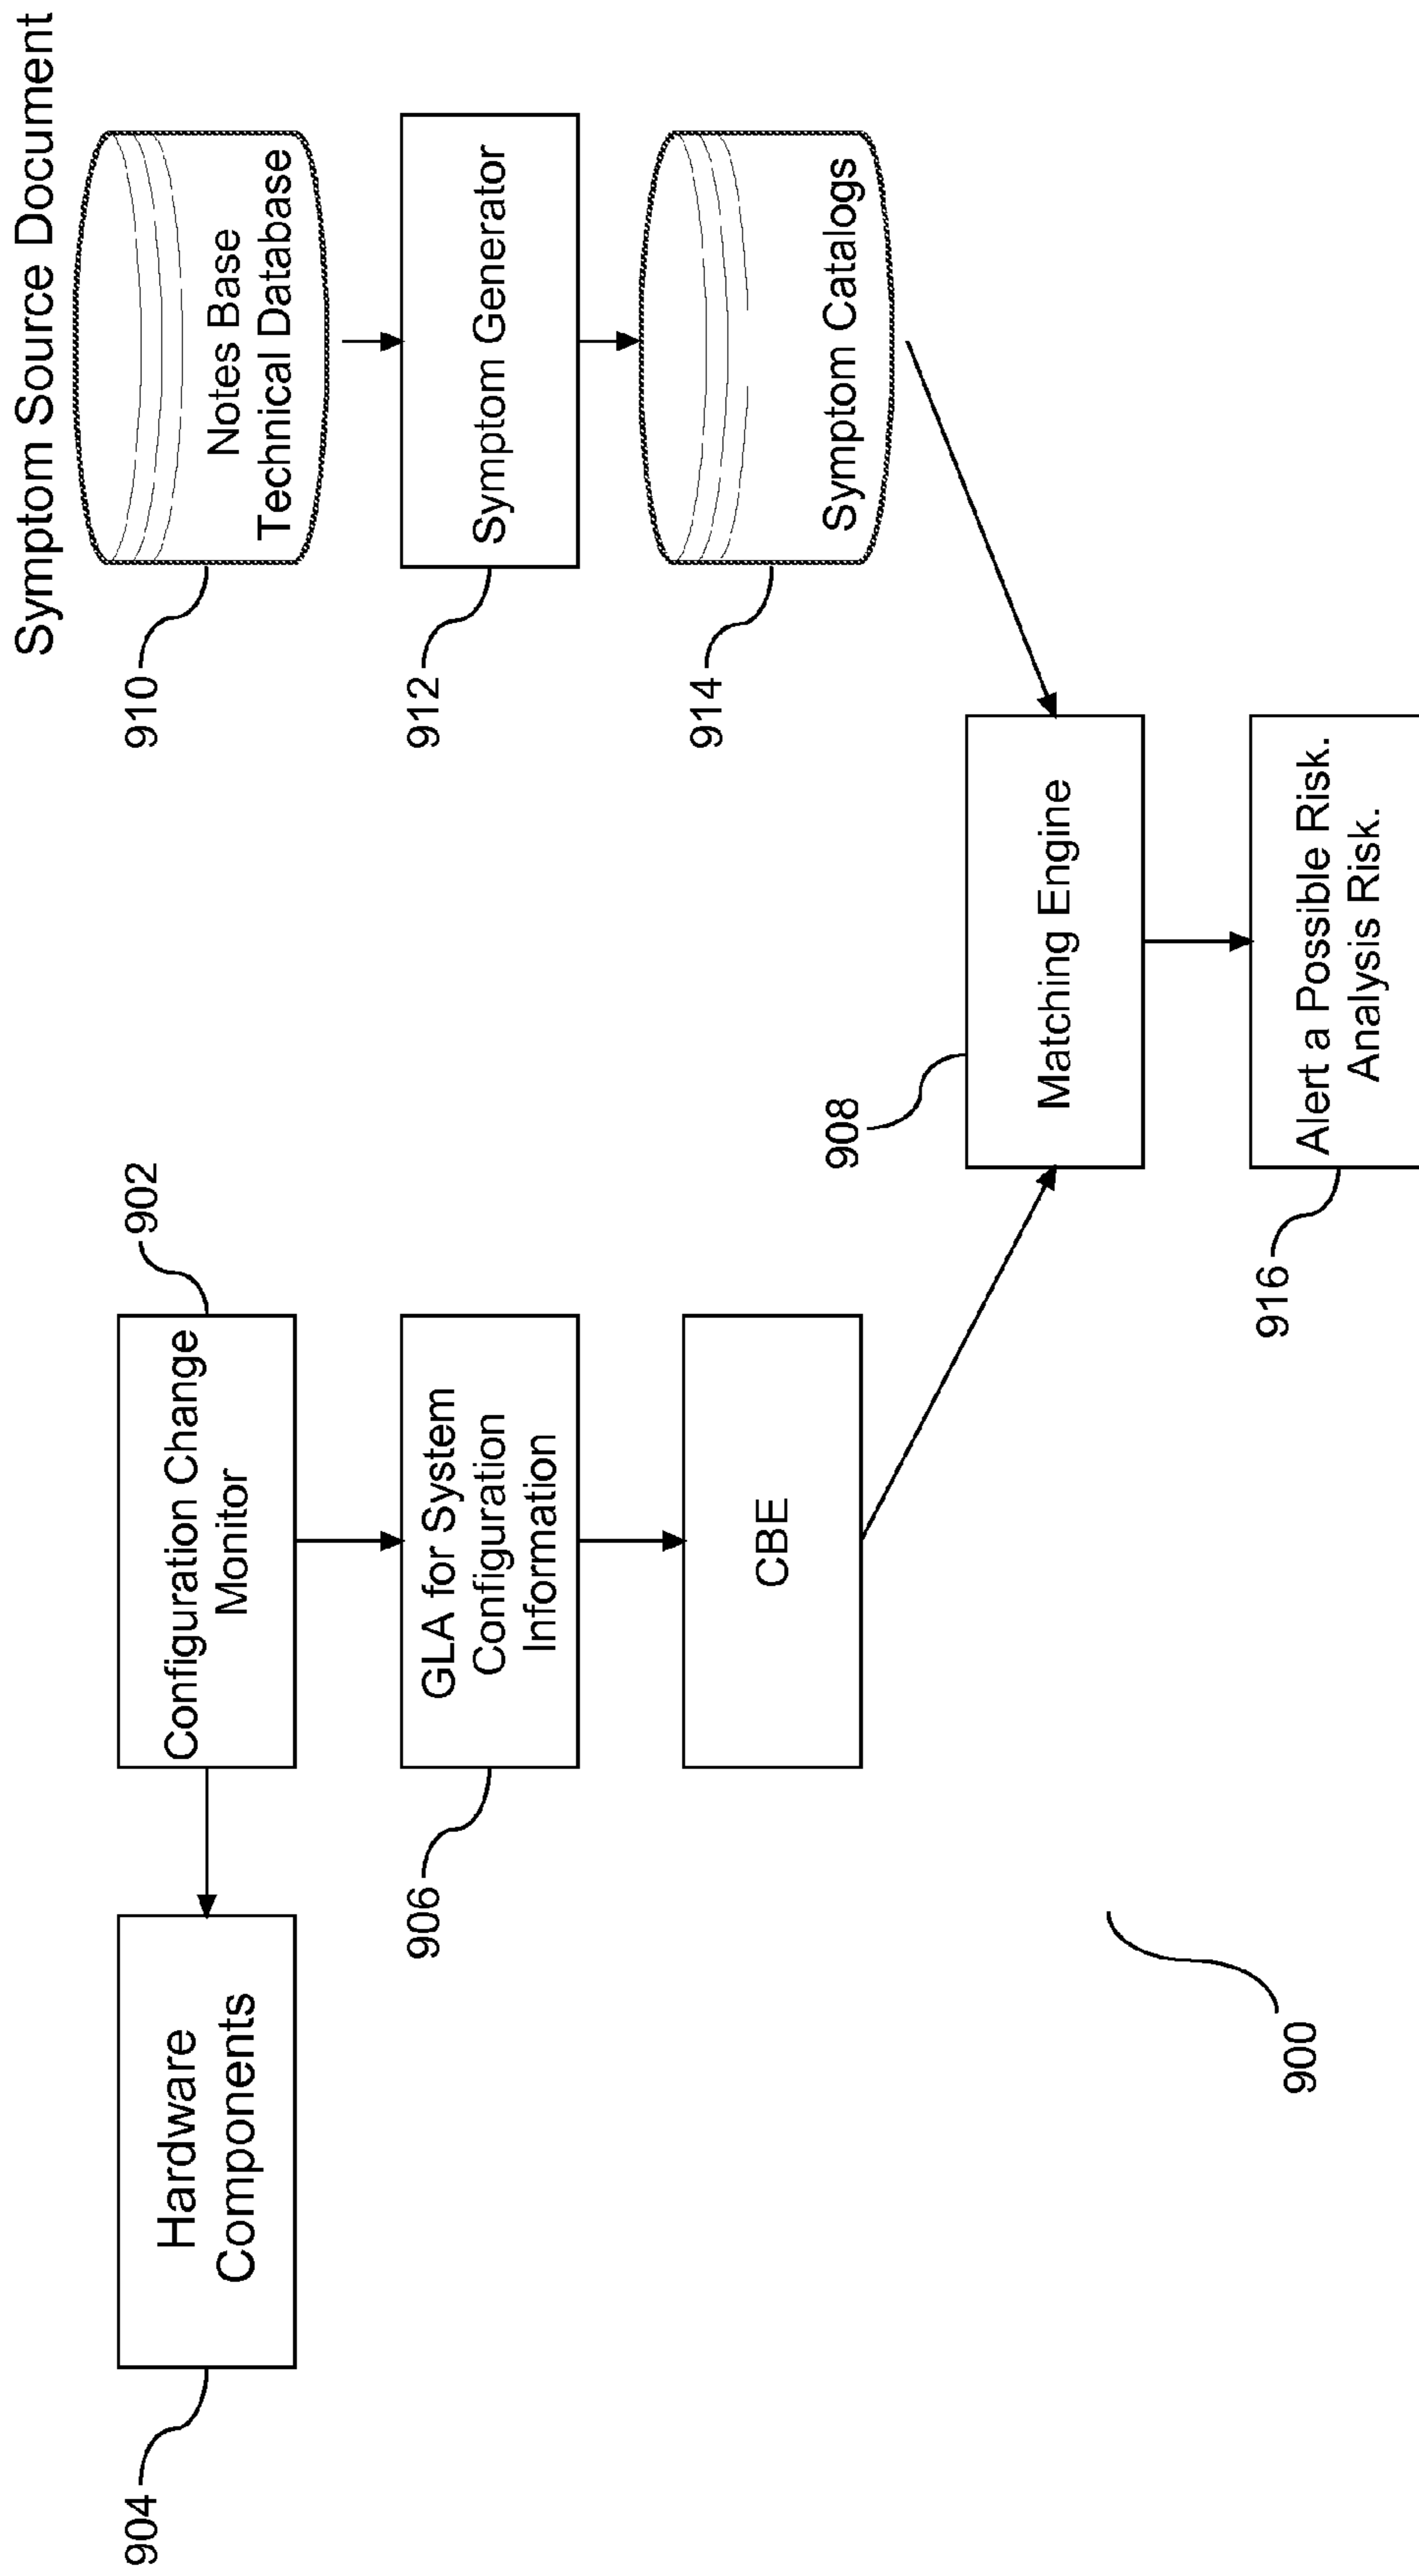 Symptom Source Document
904
Hardware
Components
902
Configuration Change
Monitor
910
Notes Base
Technical Database
906
GLA for System
Configuration
Information
912
Symptom Generator
CBE
914
Symptom Catalogs
908
Matching Engine
900
916
Alert a Possible Risk.
Analysis Risk.